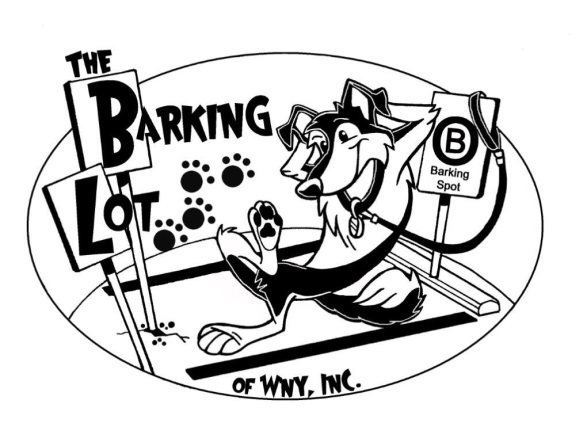 THE
BARKING
LOT
B
Barking
Spot
OF WNY, INC.